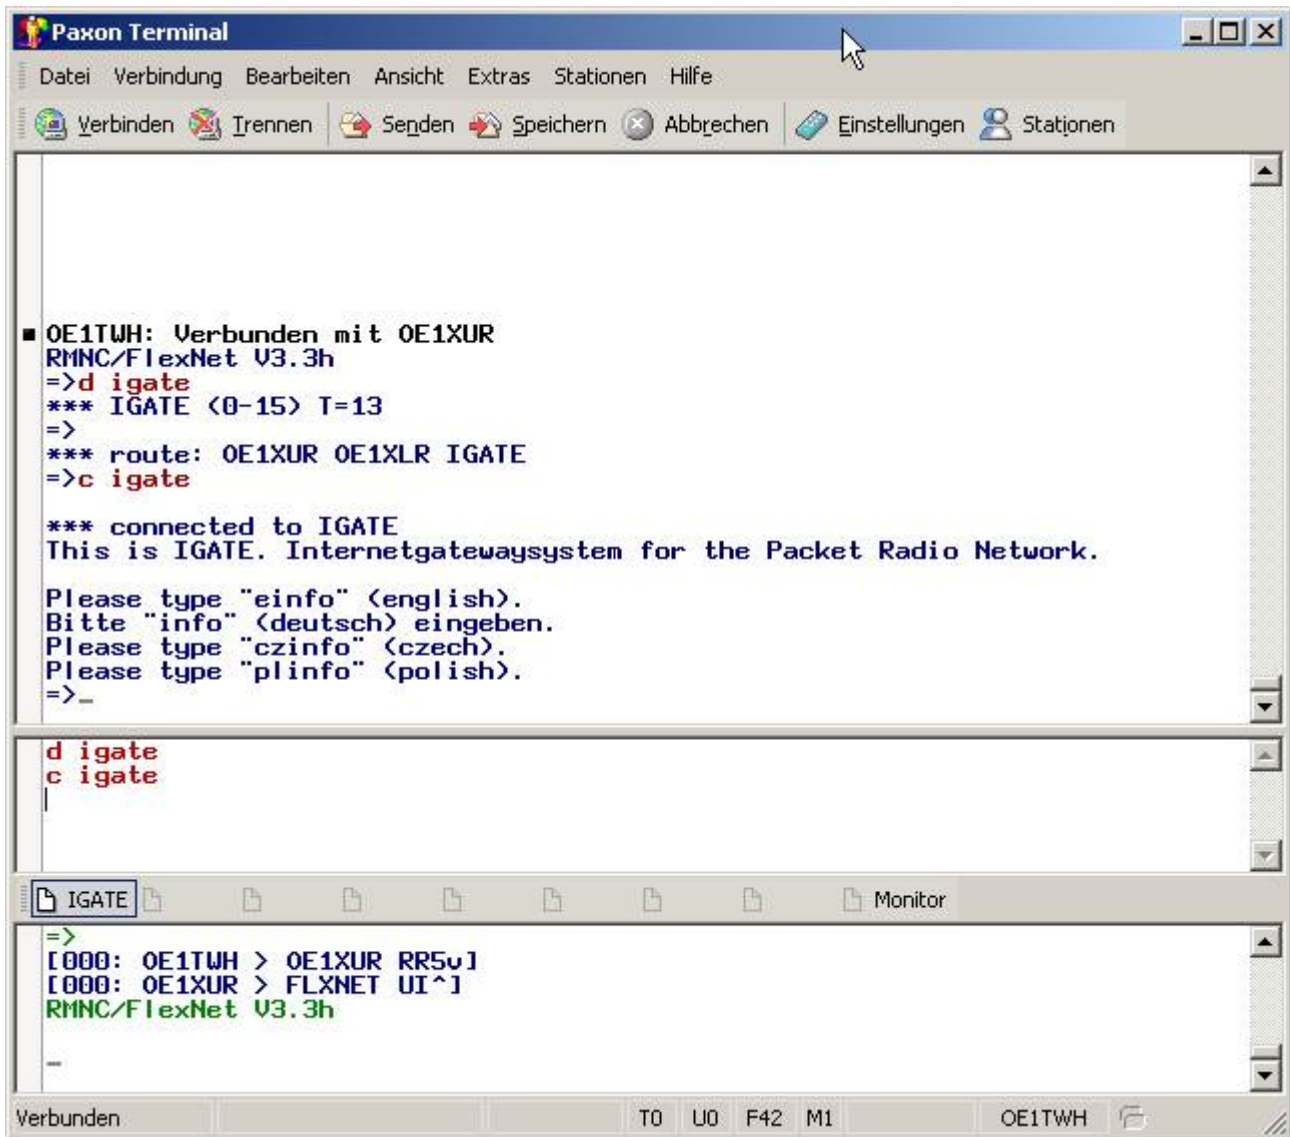 Paxon Terminal
Datei Verbindung Bearbeiten Ansicht Extras Stationen Hilfe
Verbinden Trennen Senden Speichern Abbrechen Einstellungen Stationen
OE1TWH: Verbunden mit OE1XUR
RMNC/FlexNet V3.3h
=>d igate
*** IGATE (0-15) T=13
=>
*** route: OE1XUR OE1XLR IGATE
=>c igate
*** connected to IGATE
This is IGATE. Internetgatewaysystem for the Packet Radio Network.
Please type "einfo" (english).
Bitte "info" (deutsch) eingeben.
Please type "czinfo" (czech).
Please type "plinfo" (polish).
=>_
d igate
c igate
IGATE Monitor
=>
[000: OE1TWH > OE1XUR RR5v]
[000: OE1XUR > FLXNET UI^]
RMNC/FlexNet V3.3h
_
Verbunden T0 U0 F42 M1 OE1TWH